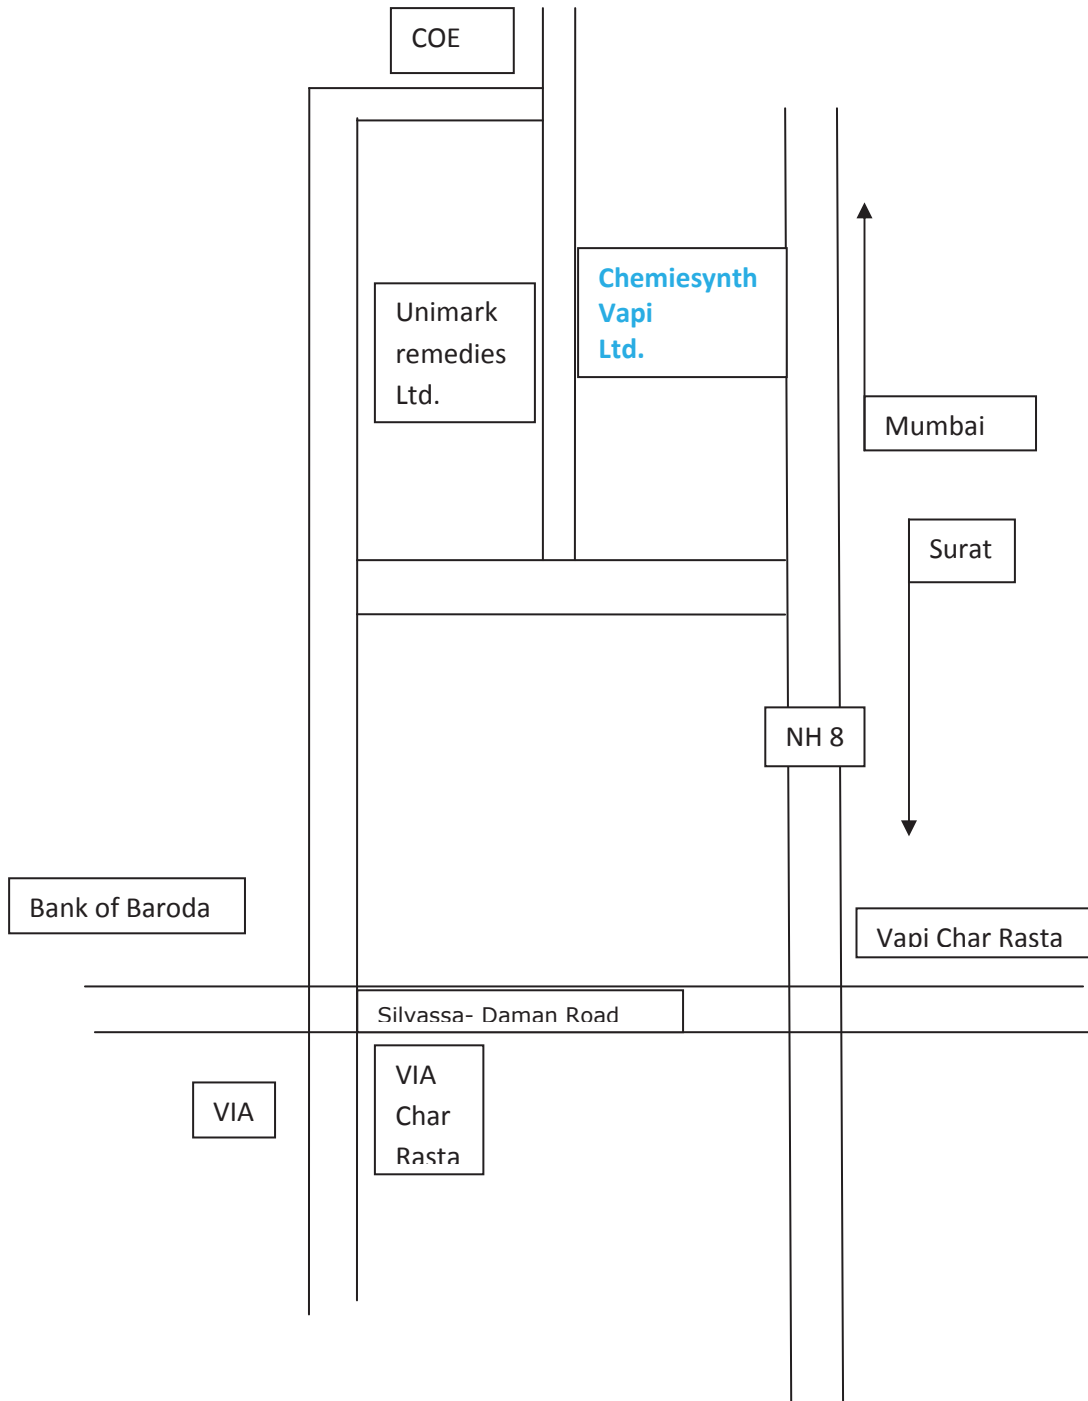 COE
Chemiesynth
Vapi
Ltd.
Unimark
remedies
Ltd.
Mumbai
Surat
NH 8
Bank of Baroda
Vapi Char Rasta
Silvassa- Daman Road
VIA
Char
Rasta
VIA